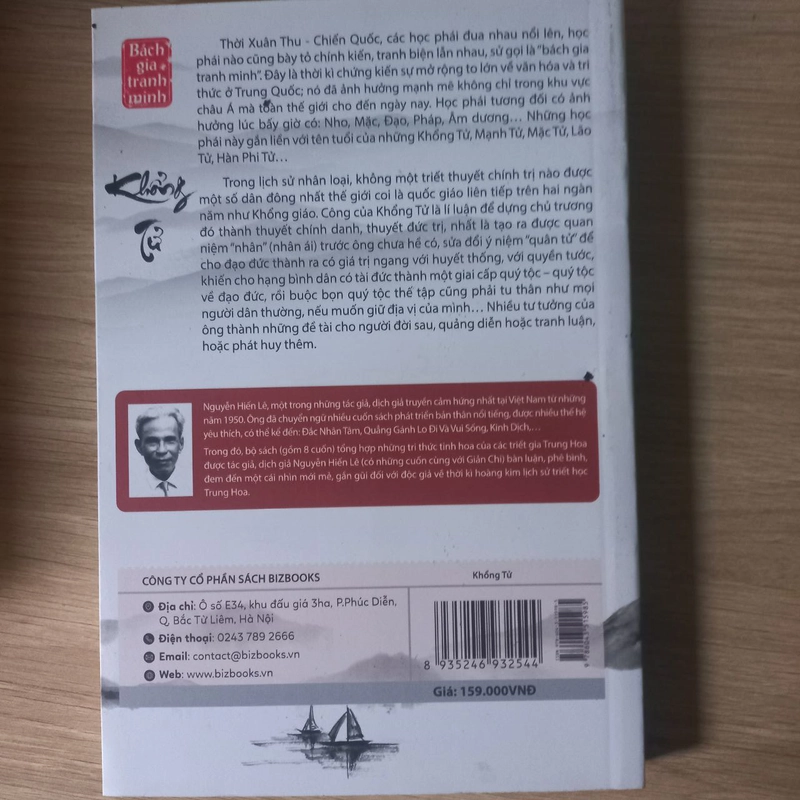 Bách
gia
tranh
minh
Khổng
Tử
Thời Xuân Thu - Chiến Quốc, các học phái đua nhau nổi lên, học
phái nào cũng bày tỏ chính kiến, tranh biện lẫn nhau, sử gọi là "bách gia
tranh minh". Đây là thời kì chứng kiến sự mở rộng to lớn về văn hóa và tri
thức ở Trung Quốc; nó đã ảnh hưởng mạnh mẽ không chỉ trong khu vực
châu Á mà toàn thế giới cho đến ngày nay. Học phái tương đối có ảnh
hưởng lúc bấy giờ có: Nho, Mặc, Đạo, Pháp, Âm dương... Những học
phái này gắn liền với tên tuổi của những Khổng Tử, Mạnh Tử, Mặc Tử, Lão
Tử, Hàn Phi Tử...
Trong lịch sử nhân loại, không một triết thuyết chính trị nào được
một số dân đông nhất thế giới coi là quốc giáo liên tiếp trên hai ngàn
năm như Khổng giáo. Công của Khổng Tử là lí luận để dựng chủ trương
đó thành thuyết chính danh, thuyết đức trị, nhất là tạo ra được quan
niệm "nhân" (nhân ái) trước ông chưa hề có, sửa đổi ý niệm "quân tử" để
cho đạo đức thành ra có giá trị ngang với huyết thống, với quyền tước,
khiến cho hạng bình dân có tài đức thành một giai cấp quý tộc – quý tộc
về đạo đức, rồi buộc bọn quý tộc thế tập cũng phải tu thân như mọi
người dân thường, nếu muốn giữ địa vị của mình... Nhiều tư tưởng của
ông thành những đề tài cho người đời sau, quảng diễn hoặc tranh luận,
hoặc phát huy thêm.
Nguyễn Hiến Lê, một trong những tác giả, dịch giả truyền cảm hứng nhất tại Việt Nam từ những
năm 1950. Ông đã chuyển ngữ nhiều cuốn sách phát triển bản thân nổi tiếng, được nhiều thế hệ
yêu thích, có thể kể đến: Đắc Nhân Tâm, Quẳng Gánh Lo Đi Và Vui Sống, Kinh Dịch,...
Trong đó, bộ sách (gồm 8 cuốn) tổng hợp những tri thức tinh hoa của các triết gia Trung Hoa
được tác giả, dịch giả Nguyễn Hiến Lê (có những cuốn cùng với Giản Chi) bàn luận, phê bình,
đem đến một cái nhìn mới mẻ, gần gũi đối với độc giả về thời kì hoàng kim lịch sử triết học
Trung Hoa.
CÔNG TY CỔ PHẦN SÁCH BIZBOOKS
Địa chỉ: Ô số E34, khu đấu giá 3ha, P.Phúc Diễn,
Q, Bắc Từ Liêm, Hà Nội
Điện thoại: 0243 789 2666
Email: contact@bizbooks.vn
Web: www.bizbooks.vn
Khổng Tử
8 935246 932544
Giá: 159.000VNĐ